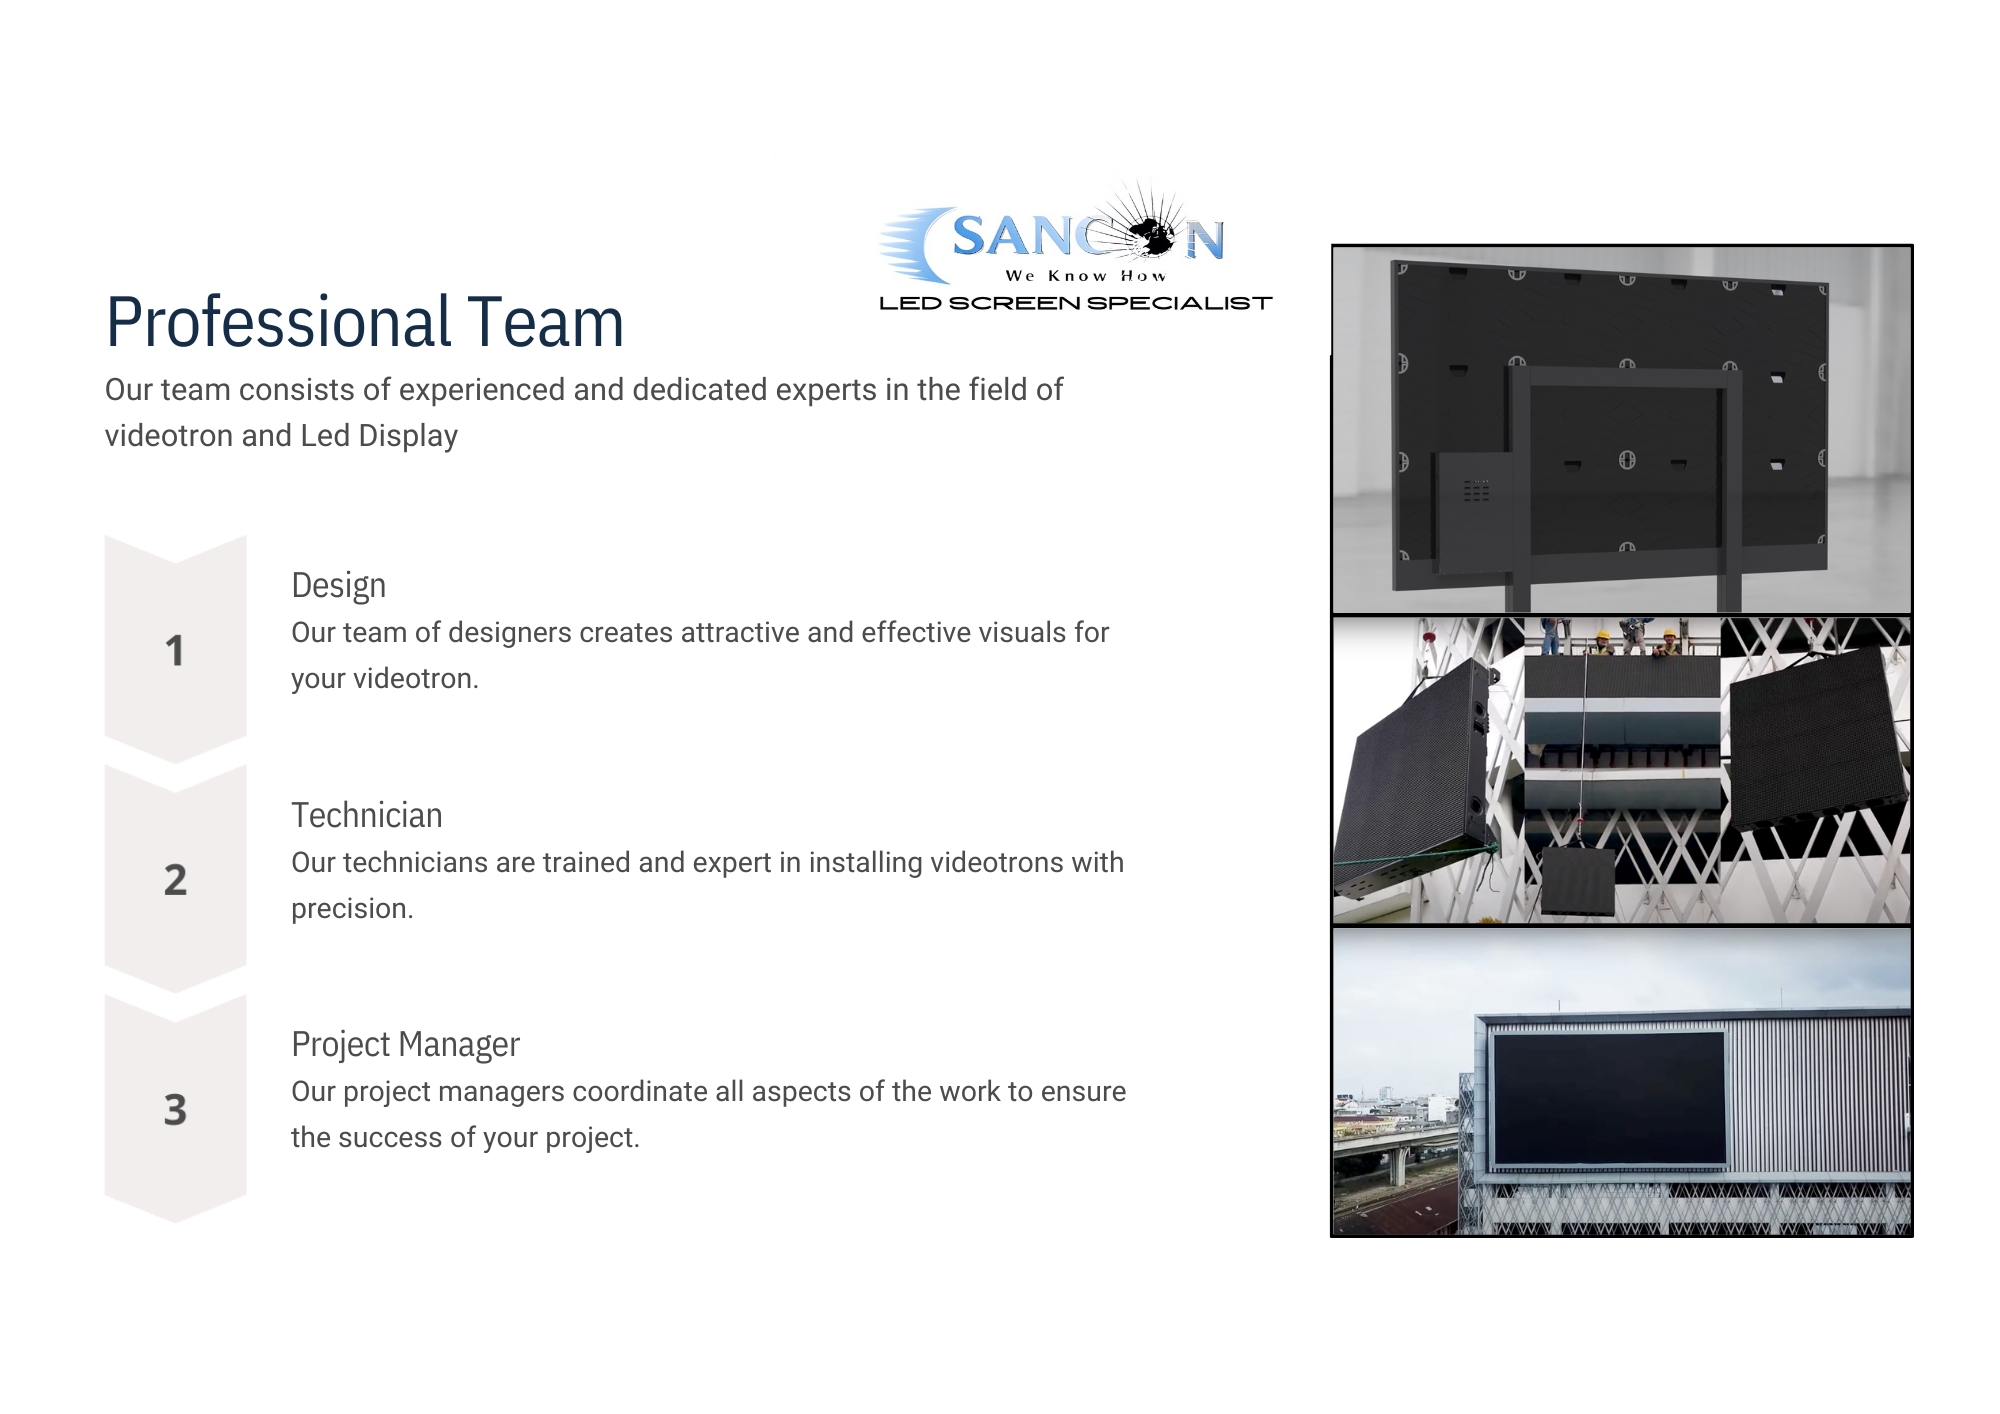 SANCON
We Know How
LED SCREEN SPECIALIST
Professional Team
Our team consists of experienced and dedicated experts in the field of
videotron and Led Display
1
Design
Our team of designers creates attractive and effective visuals for
your videotron.
2
Technician
Our technicians are trained and expert in installing videotrons with
precision.
3
Project Manager
Our project managers coordinate all aspects of the work to ensure
the success of your project.